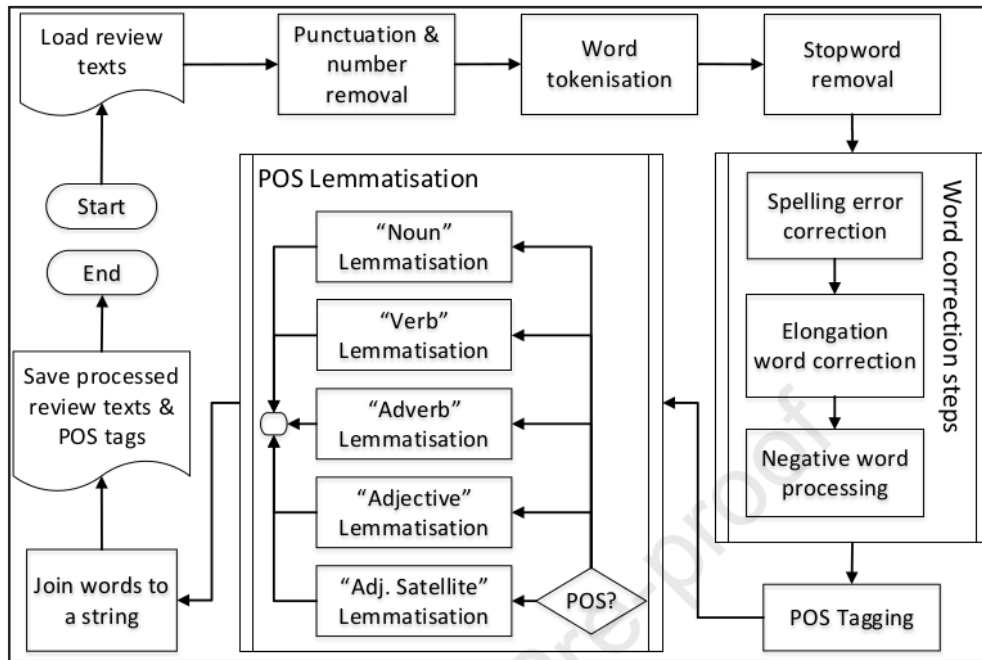 Load review
texts
Punctuation &
number
removal
Word
tokenisation
Stopword
removal
Start
End
POS Lemmatisation
"Noun"
Lemmatisation
"Verb"
Lemmatisation
"Adverb"
Lemmatisation
"Adjective"
Lemmatisation
"Adj. Satellite"
Lemmatisation
POS?
Word correction steps
Spelling error
correction
Elongation
word correction
Negative word
processing
POS Tagging
Save processed
review texts &
POS tags
Join words to
a string
re-proof